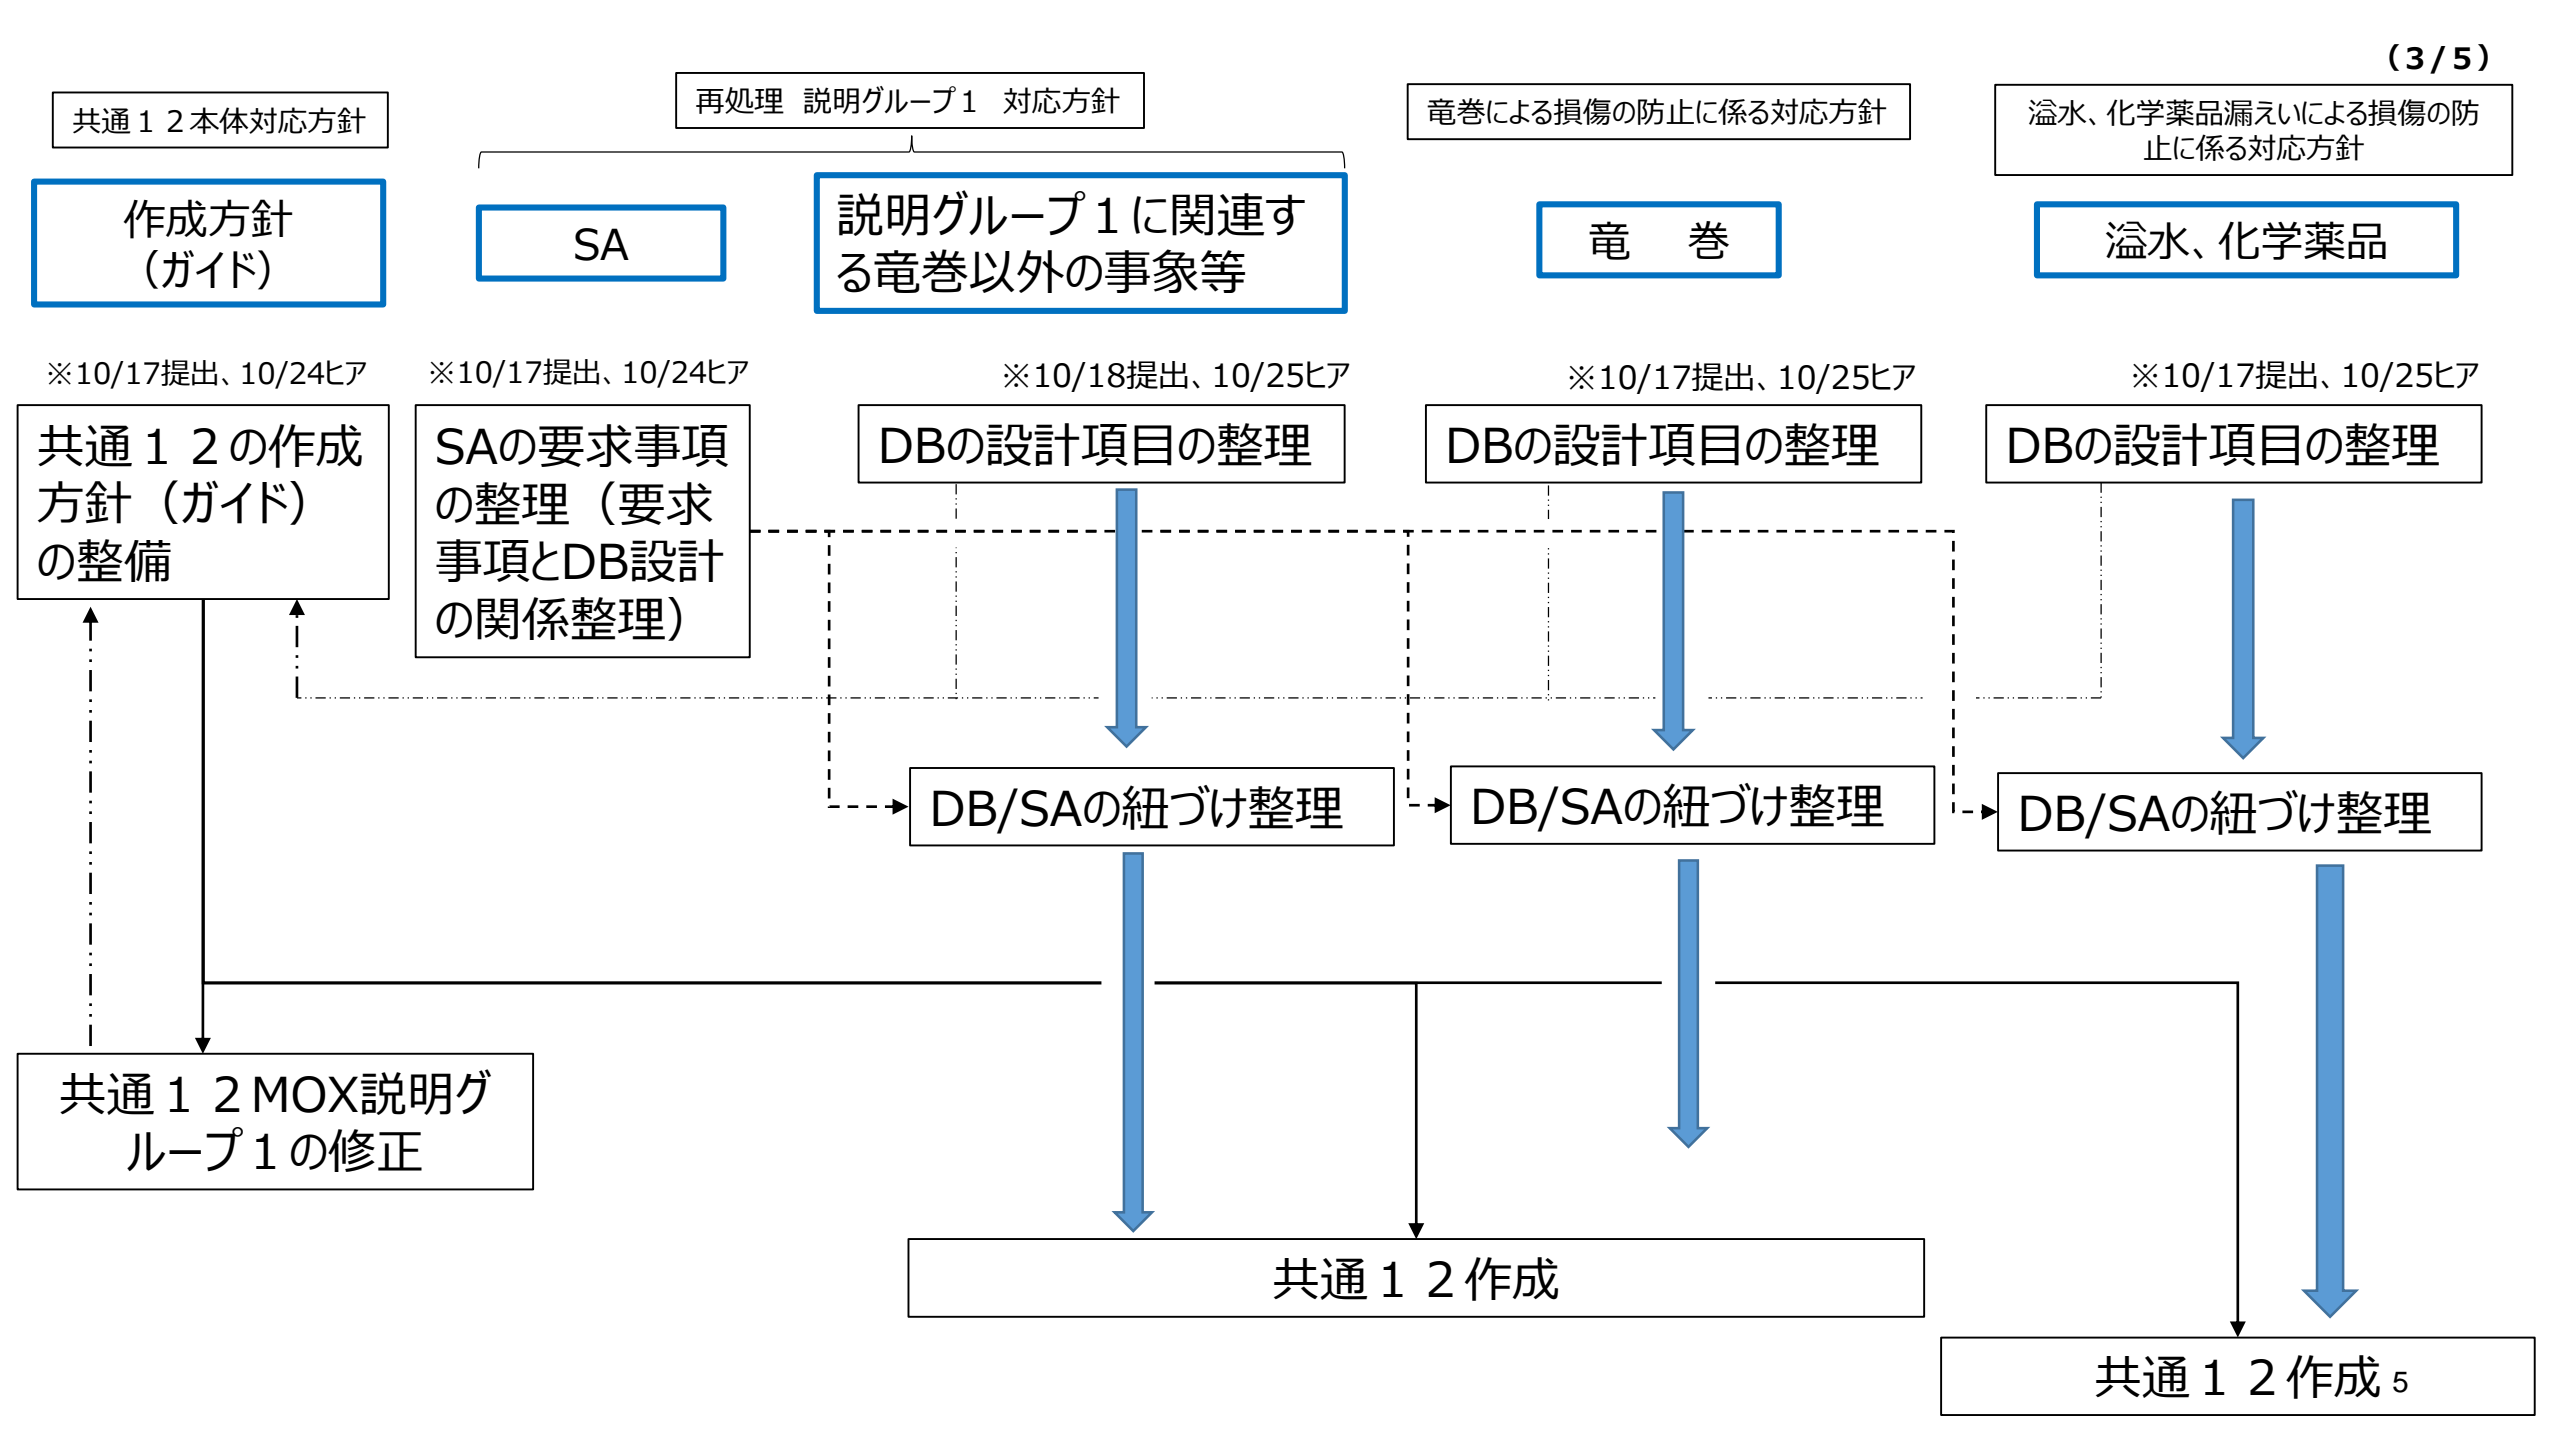 （3/5）
共通１２本体対応方針
再処理　説明グループ１　対応方針
竜巻による損傷の防止に係る対応方針
溢水、化学薬品漏えいによる損傷の防
止に係る対応方針
作成方針
（ガイド）
SA
説明グループ１に関連す
る竜巻以外の事象等
竜　巻
溢水、化学薬品
※10/17提出、10/24ヒア
※10/17提出、10/24ヒア
※10/18提出、10/25ヒア
※10/17提出、10/25ヒア
※10/17提出、10/25ヒア
共通１２の作成
方針（ガイド）
の整備
SAの要求事項
の整理（要求
事項とDB設計
の関係整理）
DBの設計項目の整理
DBの設計項目の整理
DBの設計項目の整理
DB/SAの紐づけ整理
DB/SAの紐づけ整理
DB/SAの紐づけ整理
共通１２MOX説明グ
ループ１の修正
共通１２作成
共通１２作成
5